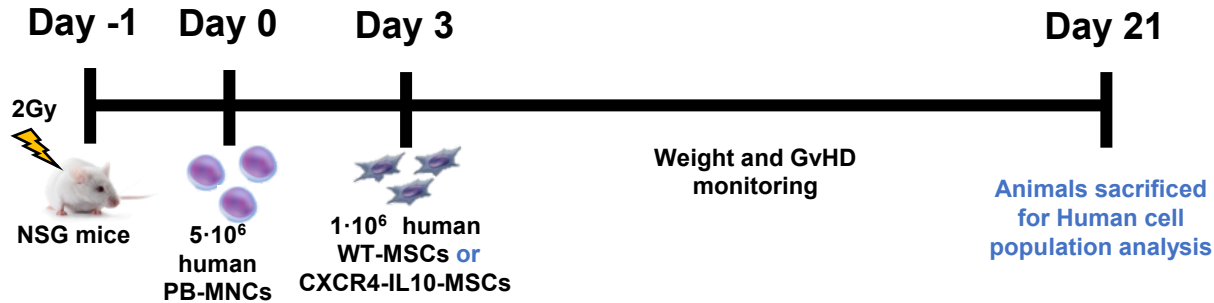 Day -1
Day 0
Day 3
Day 21
2Gy
NSG mice
5·10⁶
human
PB-MNCs
1·10⁶ human
WT-MSCs or
CXCR4-IL10-MSCs
Weight and GvHD
monitoring
Animals sacrificed
for Human cell
population analysis